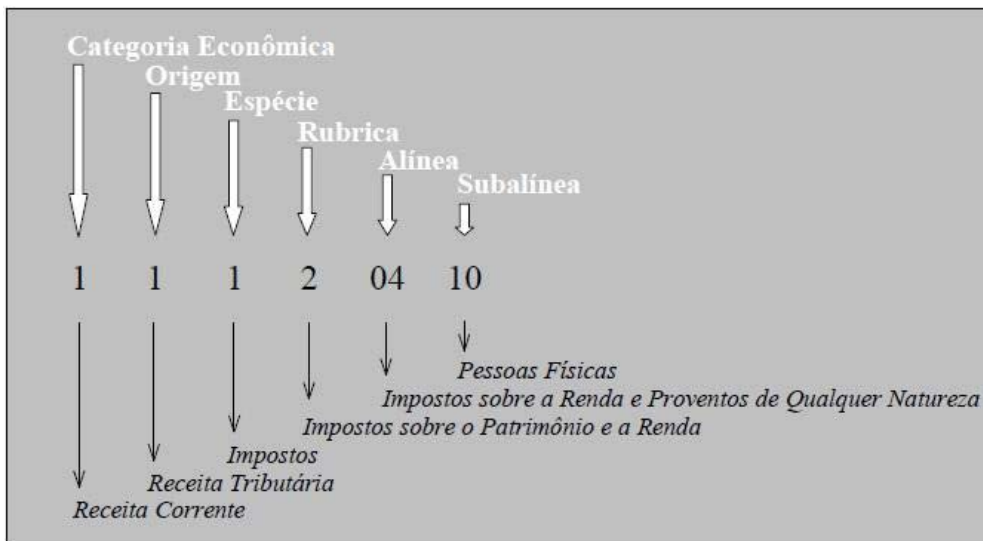 Categoria Econômica
Origem
Espécie
Rubrica
Alínea
Subalínea
1 1 1 2 04 10
Pessoas Físicas
Impostos sobre a Renda e Proventos de Qualquer Natureza
Impostos sobre o Patrimônio e a Renda
Impostos
Receita Tributária
Receita Corrente